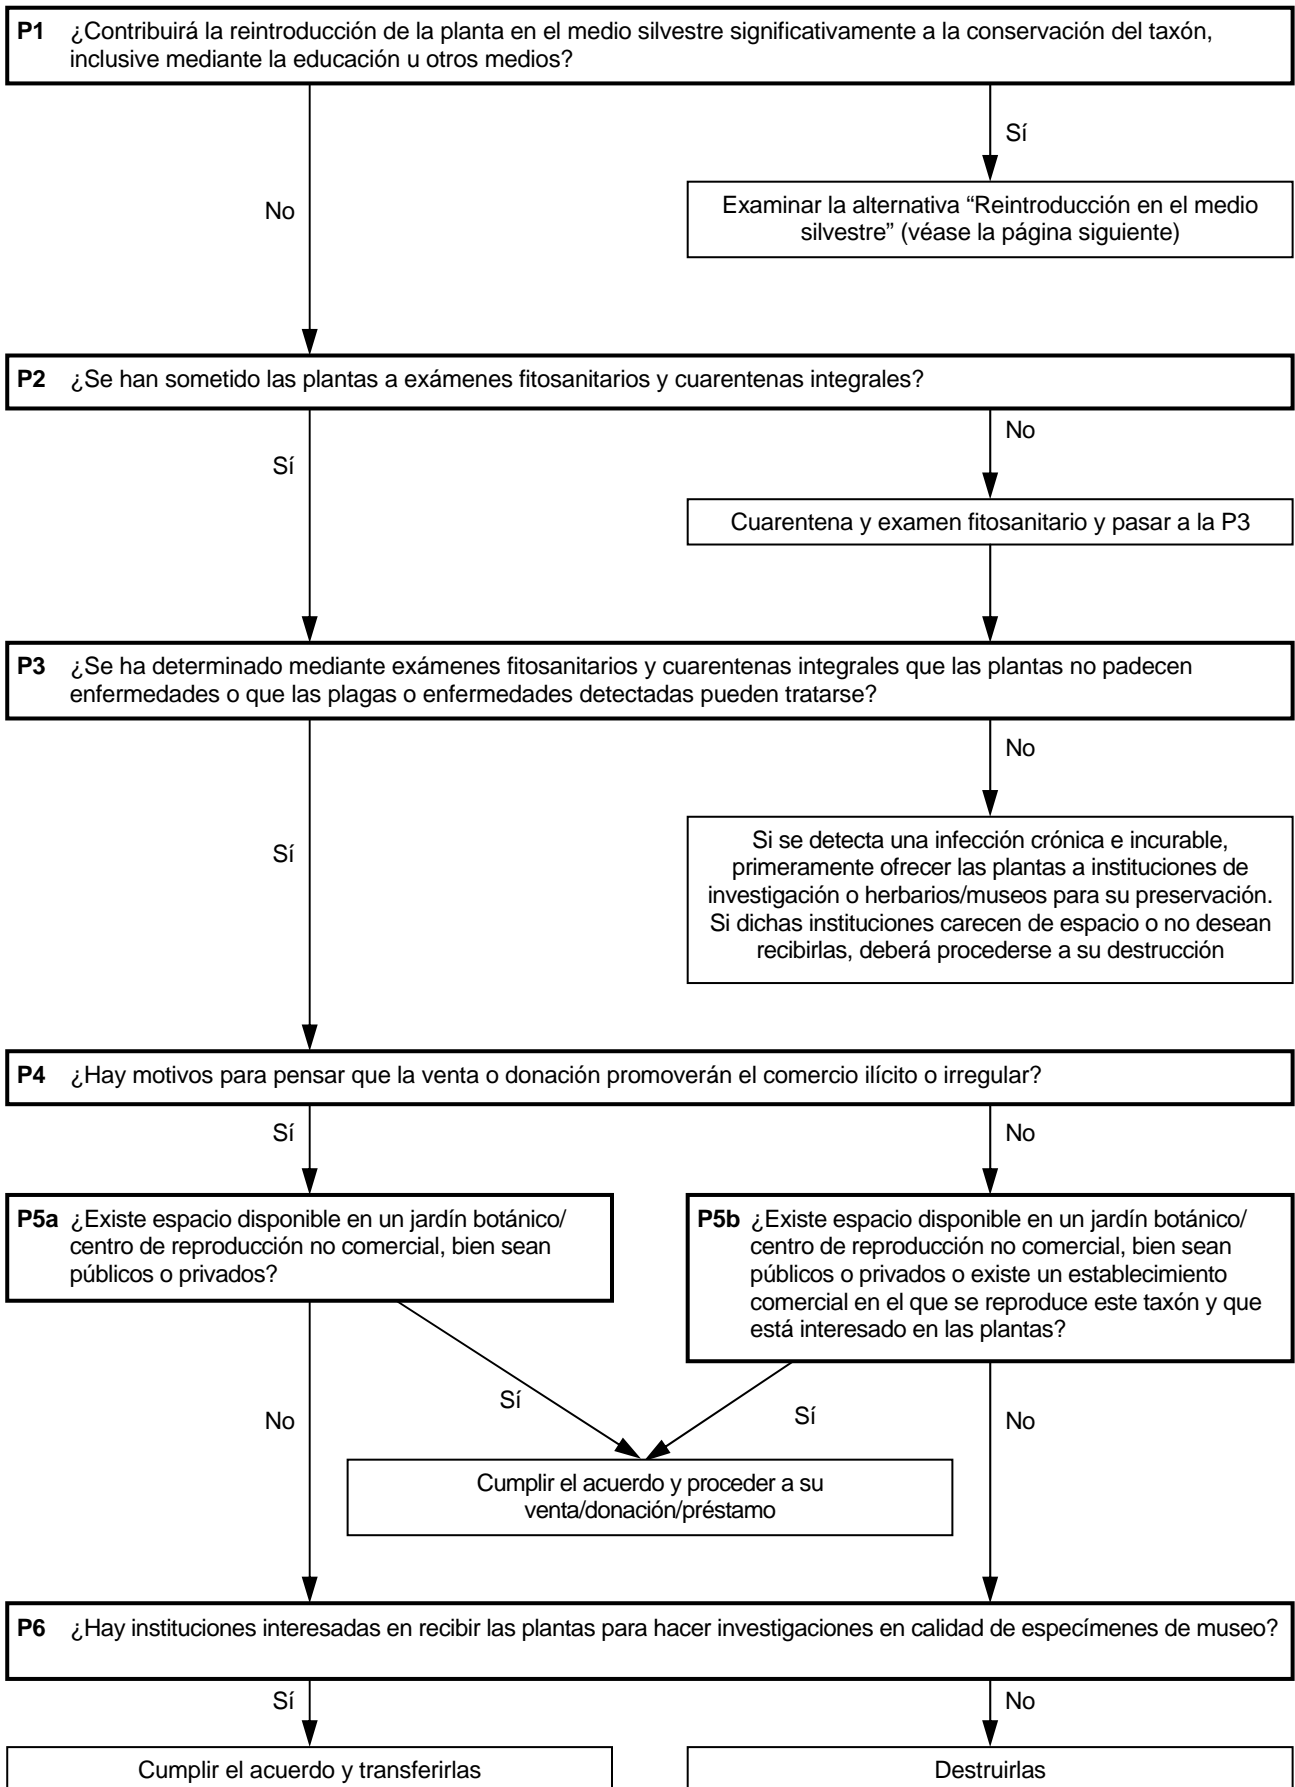 P1 ¿Contribuirá la reintroducción de la planta en el medio silvestre significativamente a la conservación del taxón,
inclusive mediante la educación u otros medios?
Sí
No
Examinar la alternativa “Reintroducción en el medio
silvestre” (véase la página siguiente)
P2 ¿Se han sometido las plantas a exámenes fitosanitarios y cuarentenas integrales?
No
Sí
Cuarentena y examen fitosanitario y pasar a la P3
P3 ¿Se ha determinado mediante exámenes fitosanitarios y cuarentenas integrales que las plantas no padecen
enfermedades o que las plagas o enfermedades detectadas pueden tratarse?
No
Sí
Si se detecta una infección crónica e incurable,
primeramente ofrecer las plantas a instituciones de
investigación o herbarios/museos para su preservación.
Si dichas instituciones carecen de espacio o no desean
recibirlas, deberá procederse a su destrucción
P4 ¿Hay motivos para pensar que la venta o donación promoverán el comercio ilícito o irregular?
Sí
No
P5a ¿Existe espacio disponible en un jardín botánico/
centro de reproducción no comercial, bien sean
públicos o privados?
P5b ¿Existe espacio disponible en un jardín botánico/
centro de reproducción no comercial, bien sean
públicos o privados o existe un establecimiento
comercial en el que se reproduce este taxón y que
está interesado en las plantas?
No
Sí
Sí
No
Cumplir el acuerdo y proceder a su
venta/donación/préstamo
P6 ¿Hay instituciones interesadas en recibir las plantas para hacer investigaciones en calidad de especímenes de museo?
Sí
No
Cumplir el acuerdo y transferirlas
Destruirlas